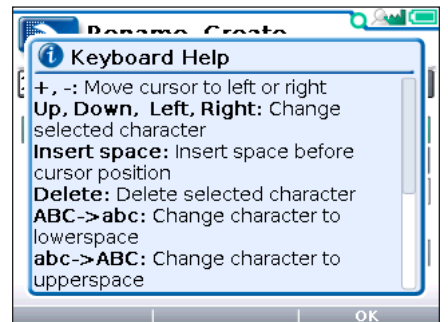 Rename, Create
Keyboard Help
+, -: Move cursor to left or right
Up, Down, Left, Right: Change
selected character
Insert space: Insert space before
cursor position
Delete: Delete selected character
ABC->abc: Change character to
lowerspace
abc->ABC: Change character to
upperspace
OK